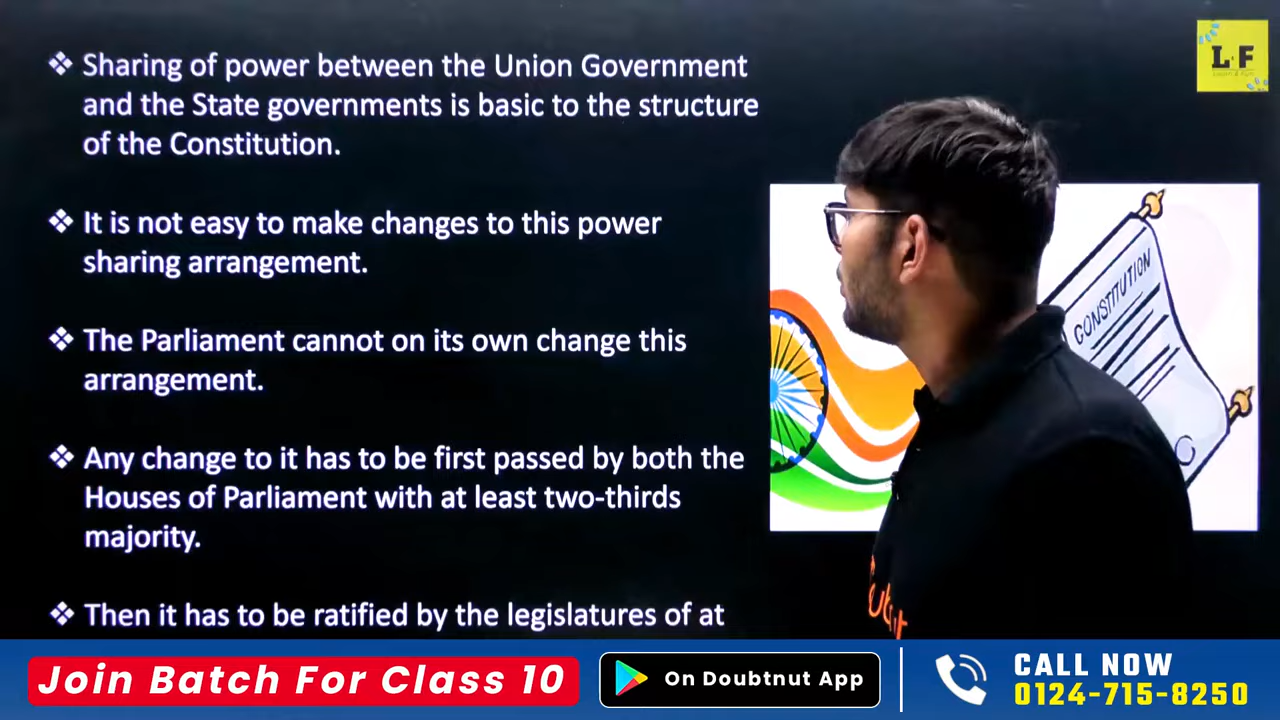 ❖ Sharing of power between the Union Government
and the State governments is basic to the structure
of the Constitution.
❖ It is not easy to make changes to this power
sharing arrangement.
❖ The Parliament cannot on its own change this
arrangement.
❖ Any change to it has to be first passed by both the
Houses of Parliament with at least two-thirds
majority.
❖ Then it has to be ratified by the legislatures of at
L F
CONSTITUTION
Join Batch For Class 10
On Doubtnut App
CALL NOW
0124-715-8250